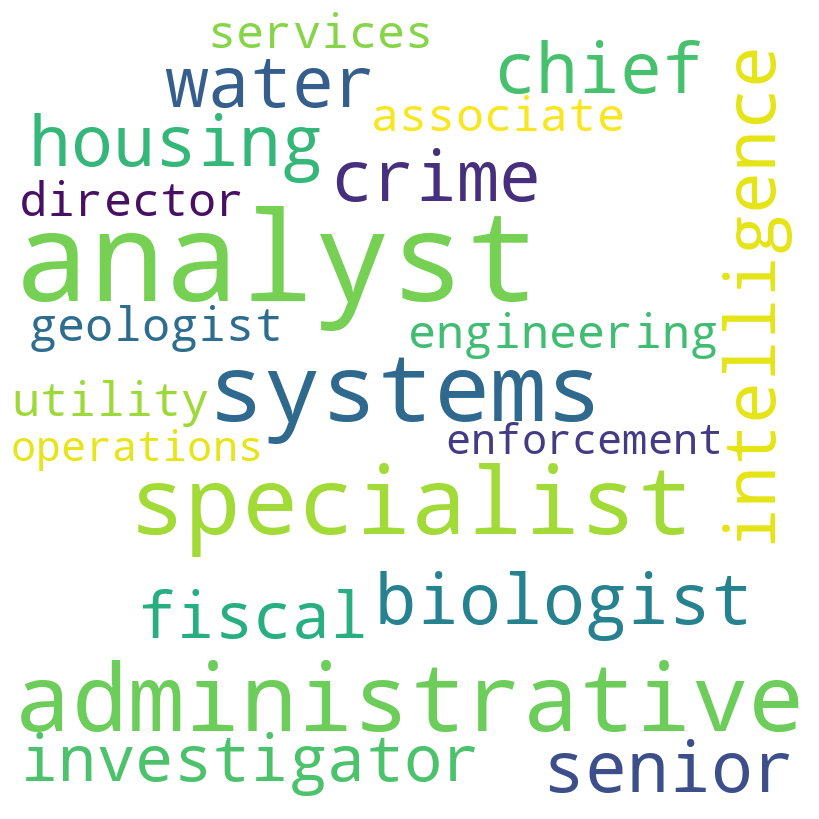 services
chief
water
associate
housing
crime
director
intelligence
analyst
geologist
engineering
systems
utility
operations
enforcement
specialist
biologist
fiscal
administrative
investigator
senior